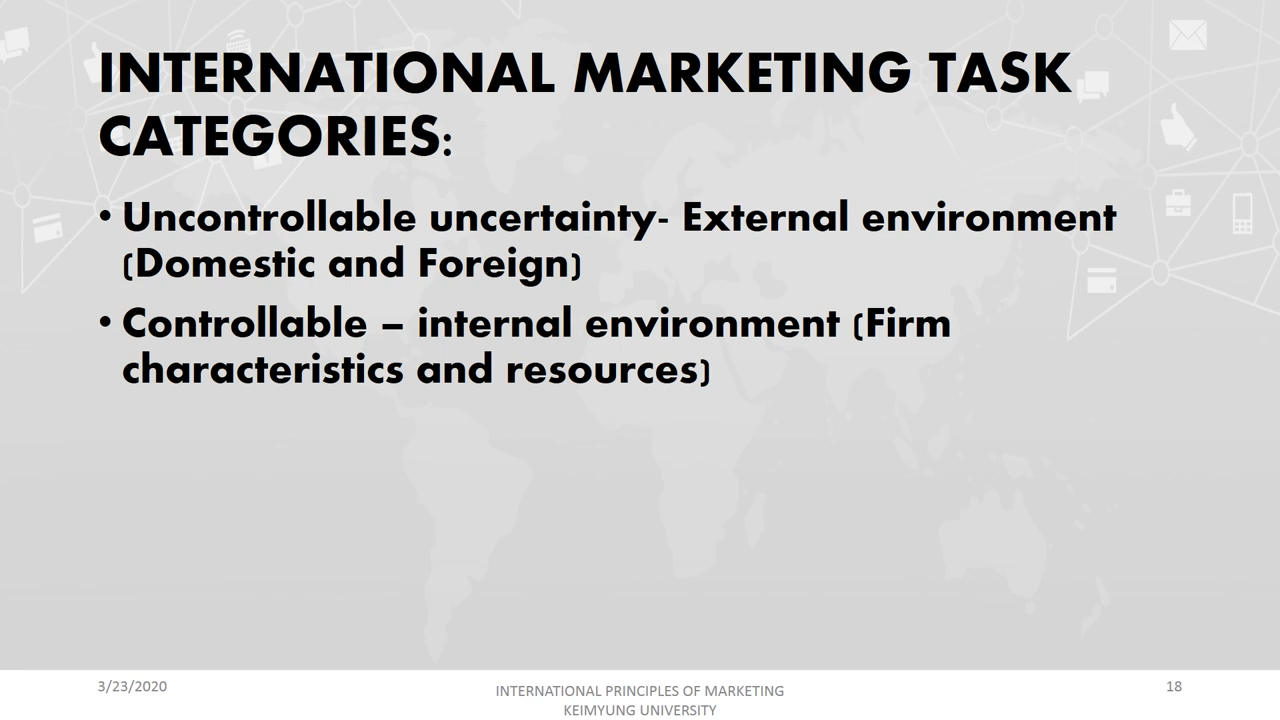 INTERNATIONAL MARKETING TASK
CATEGORIES:
• Uncontrollable uncertainty- External environment
(Domestic and Foreign)
• Controllable – internal environment (Firm
characteristics and resources)
3/23/2020
INTERNATIONAL PRINCIPLES OF MARKETING
KEIMYUNG UNIVERSITY
18